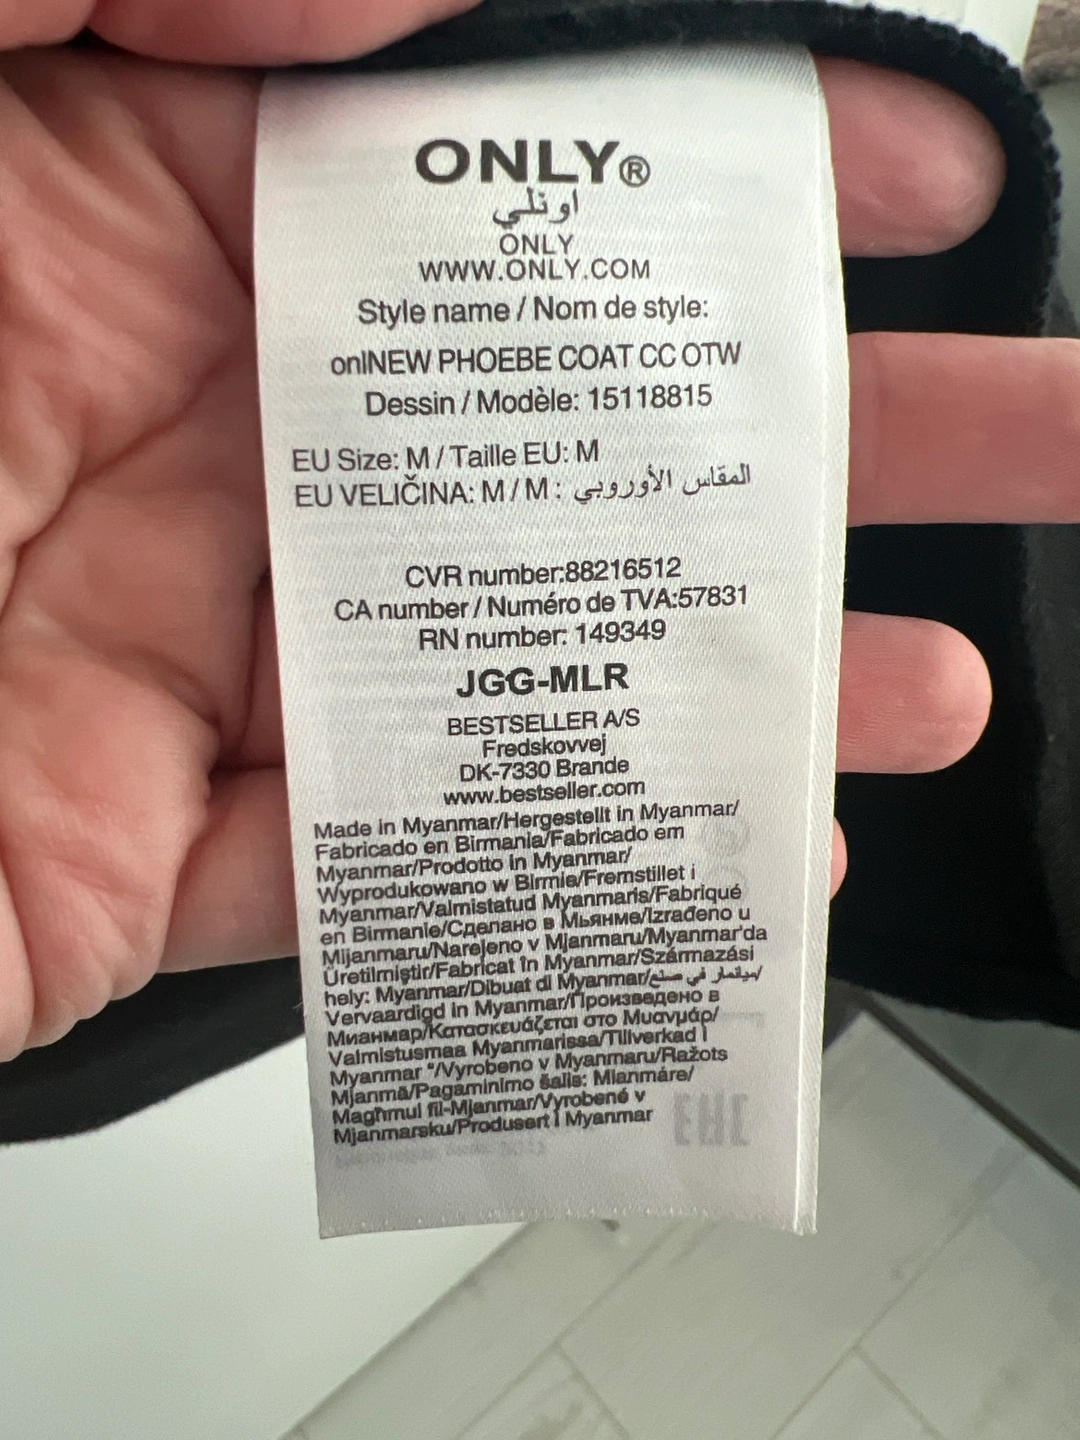 ONLY®
اونلي
ONLY
WWW.ONLY.COM
Style name / Nom de style:
onlNEW PHOEBE COAT CC OTW
Dessin / Modèle: 15118815
EU Size: M / Taille EU: M
EU VELIČINA: M / M : المقاس الأوروبي
CVR number:88216512
CA number / Numéro de TVA:57831
RN number: 149349
JGG-MLR
BESTSELLER A/S
Fredskovvej
DK-7330 Brande
www.bestseller.com
Made in Myanmar/Hergestellt in Myanmar/
Fabricado en Birmania/Fabricado em
Myanmar/Prodotto in Myanmar/
Wyprodukowano w Birmie/Fremstillet i
Myanmar/Valmistatud Myanmaris/Fabriqué
en Birmanie/Сделано в Мьянме/Izrađeno u
Mijanmaru/Narejeno v Mjanmaru/Myanmar'da
Üretilmiştir/Fabricat în Myanmar/Származási
hely: Myanmar/Dibuat di Myanmar/ميانمار في صنع/
Vervaardigd in Myanmar/Произведено в
Мианмар/Κατασκευάζεται στο Μυανμάρ/
Valmistusmaa Myanmarissa/Tillverkad i
Myanmar "/Vyrobeno v Myanmaru/Ražots
Mjanmā/Pagaminimo šalis: Mianmāre/
Magħmul fil-Mjanmar/Vyrobené v
Mjanmarsku/Produsert i Myanmar